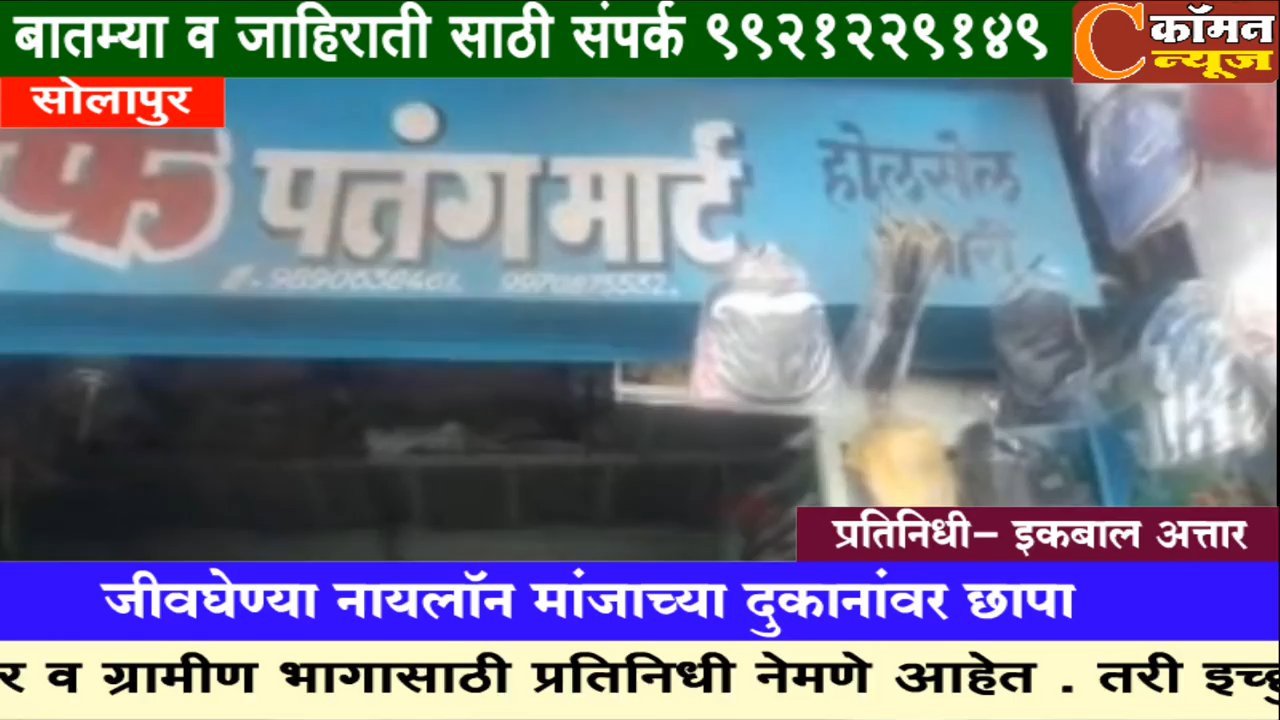 बातम्या व जाहिराती साठी संपर्क ९९२१२२९१४९
C कॉमन न्यूज
सोलापुर
पतंग मार्ट
होलसेल
प्रतिनिधी– इकबाल अत्तार
जीवघेण्या नायलॉन मांजाच्या दुकानांवर छापा
र व ग्रामीण भागासाठी प्रतिनिधी नेमणे आहेत . तरी इच्छु